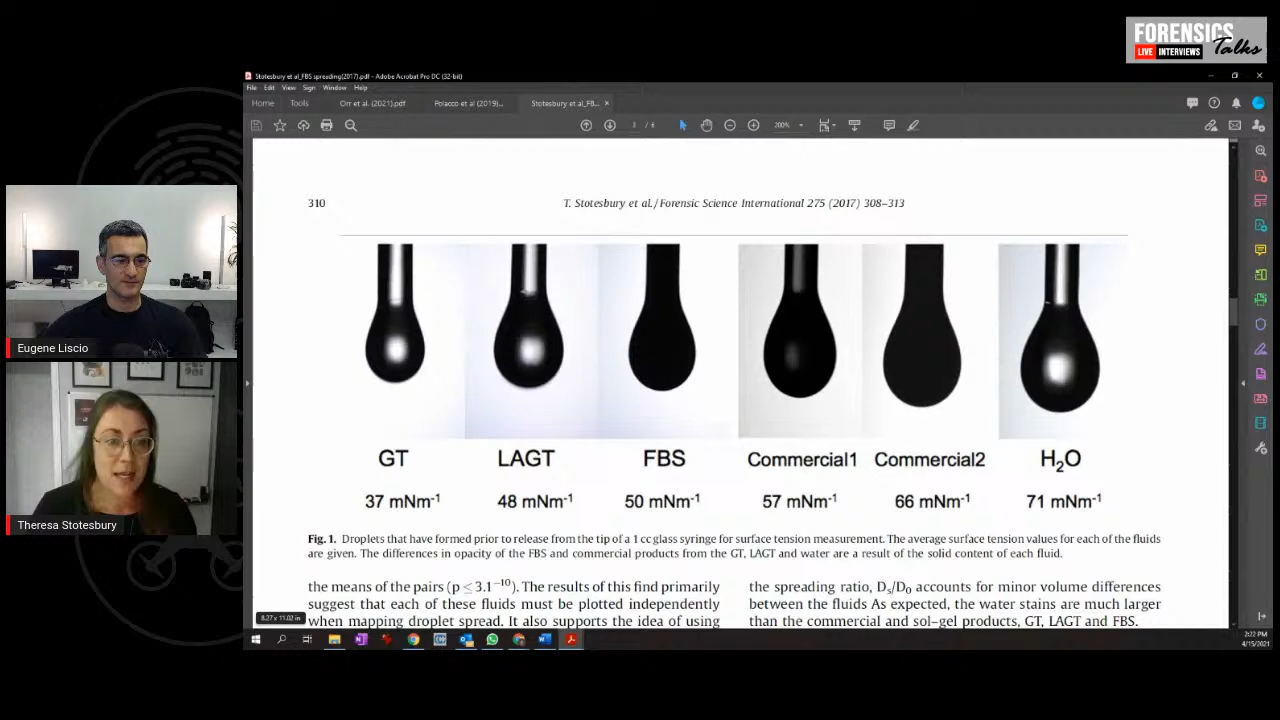 FORENSICS
LIVE INTERVIEWS Talks
Stotesbury et al_FBS spreading(2017).pdf - Adobe Acrobat Pro DC (32-bit)
File Edit View Sign Window Help
Home Tools Orr et al. (2021).pdf Polacco et al (2019)... Stotesbury et al_FB... ×
3 / 6 200%
310 T. Stotesbury et al. / Forensic Science International 275 (2017) 308–313
GT LAGT FBS Commercial1 Commercial2 H₂O
37 mNm⁻¹ 48 mNm⁻¹ 50 mNm⁻¹ 57 mNm⁻¹ 66 mNm⁻¹ 71 mNm⁻¹
Fig. 1. Droplets that have formed prior to release from the tip of a 1 cc glass syringe for surface tension measurement. The average surface tension values for each of the fluids
are given. The differences in opacity of the FBS and commercial products from the GT, LAGT and water are a result of the solid content of each fluid.
the means of the pairs (p ≤ 3.1⁻¹⁰). The results of this find primarily
suggest that each of these fluids must be plotted independently
when mapping droplet spread. It also supports the idea of using
the spreading ratio, Dₛ/D₀ accounts for minor volume differences
between the fluids As expected, the water stains are much larger
than the commercial and sol-gel products, GT, LAGT and FBS.
8.27 x 11.02 in
Eugene Liscio
Theresa Stotesbury
2:22 PM
4/15/2021